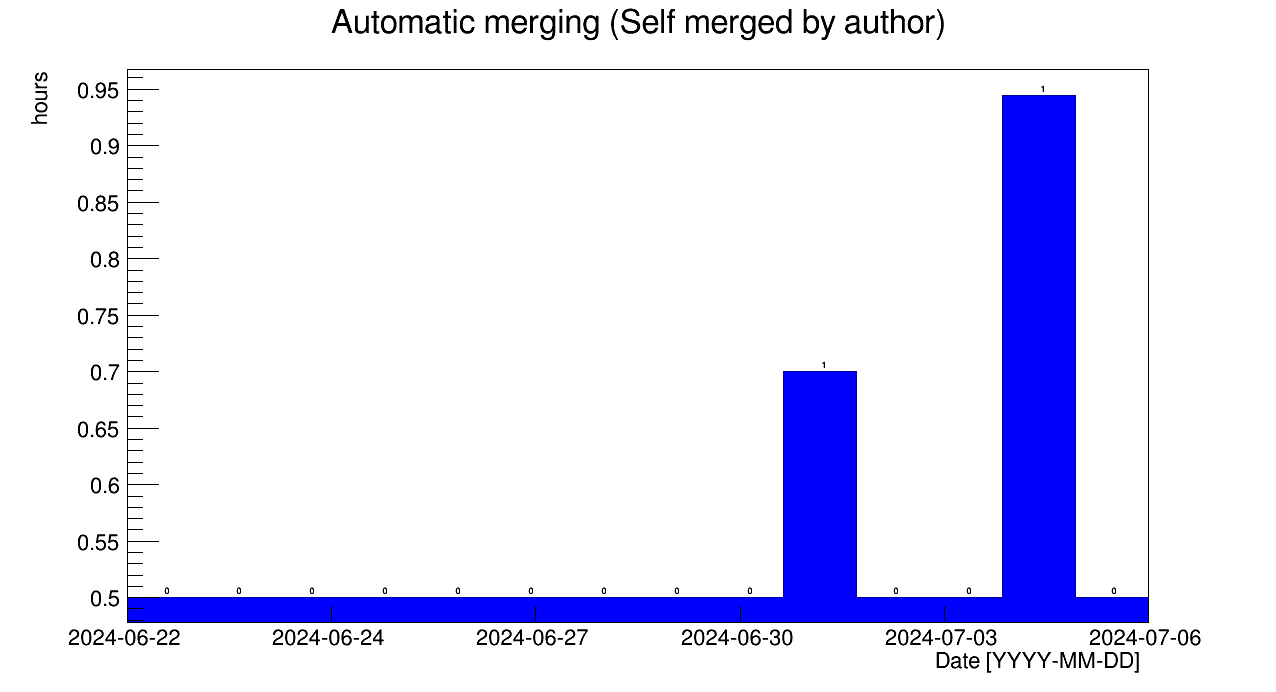 Automatic merging (Self merged by author)
hours
0.95
0.9
0.85
0.8
0.75
0.7
0.65
0.6
0.55
0.5
0 0 0 0 0 0 0 0 0 1 0 0 1 0
2024-06-22 2024-06-24 2024-06-27 2024-06-30 2024-07-03 2024-07-06
Date [YYYY-MM-DD]